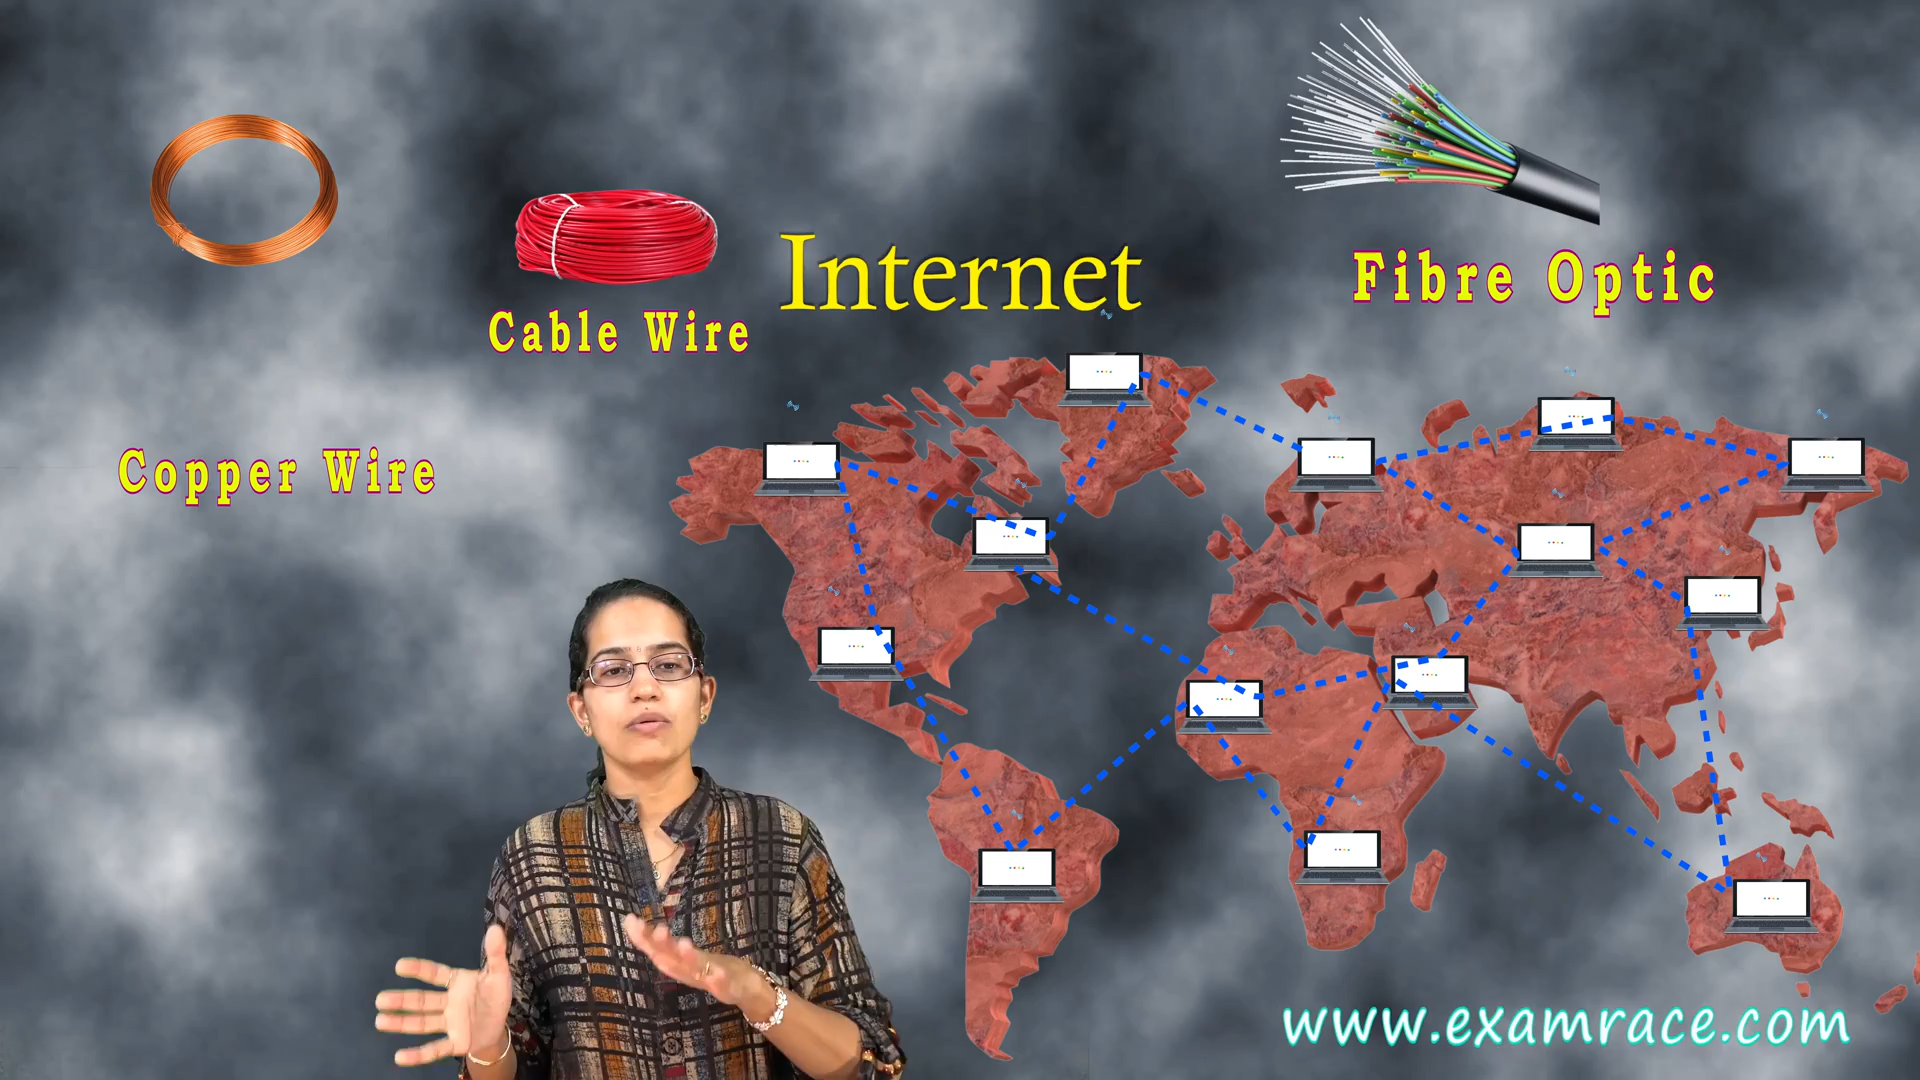 Internet
Fibre Optic
Cable Wire
Copper Wire
www.examrace.com